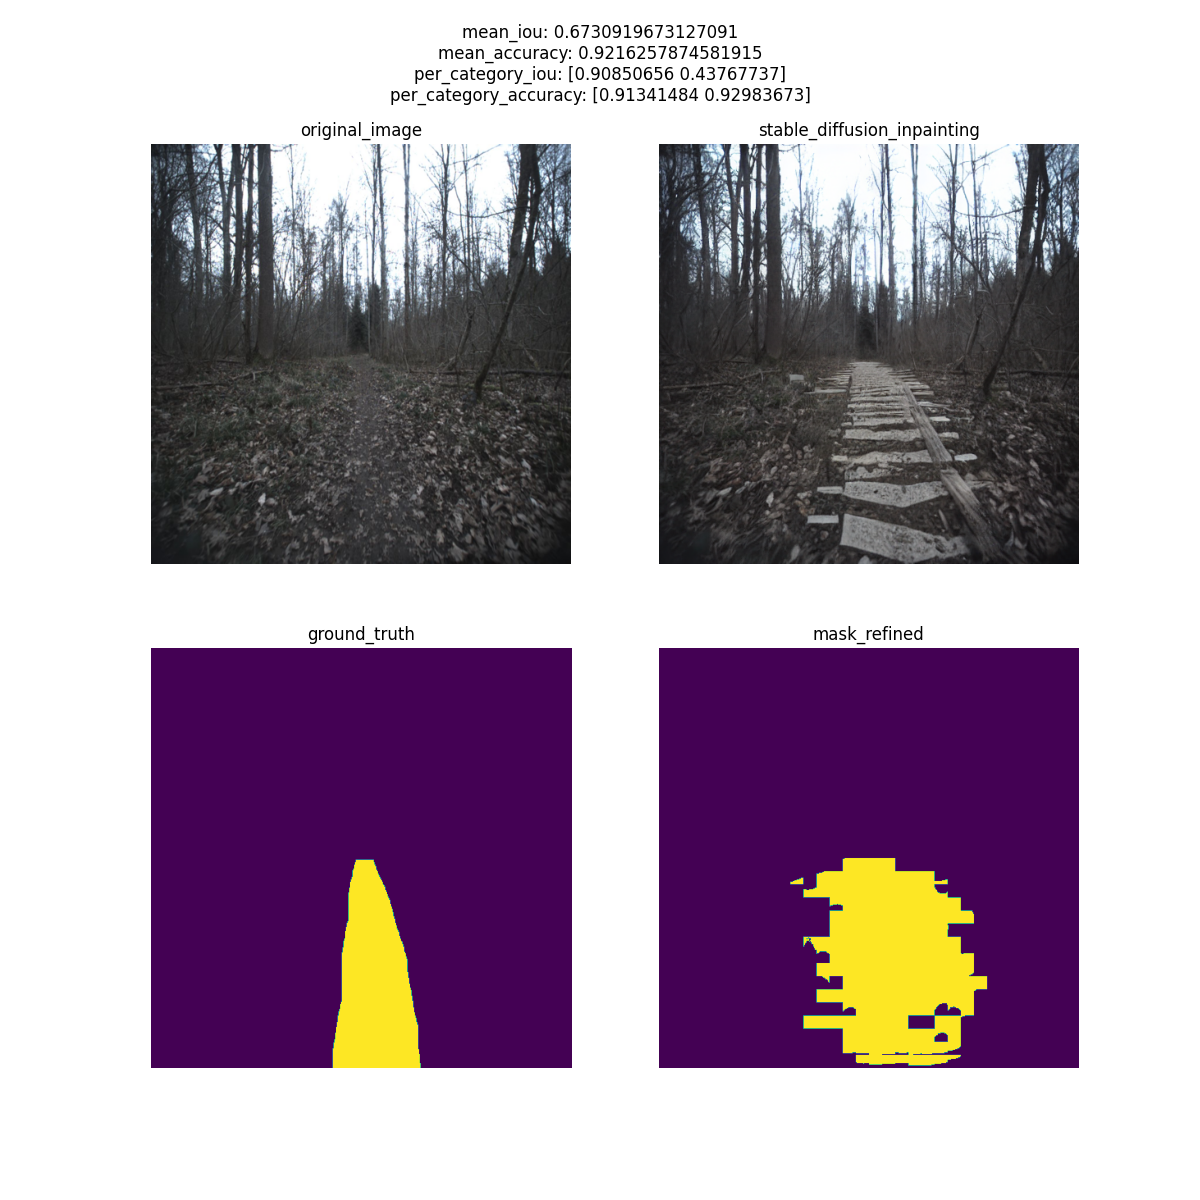 mean_iou: 0.6730919673127091
mean_accuracy: 0.9216257874581915
per_category_iou: [0.90850656 0.43767737]
per_category_accuracy: [0.91341484 0.92983673]
original_image
stable_diffusion_inpainting
ground_truth
mask_refined